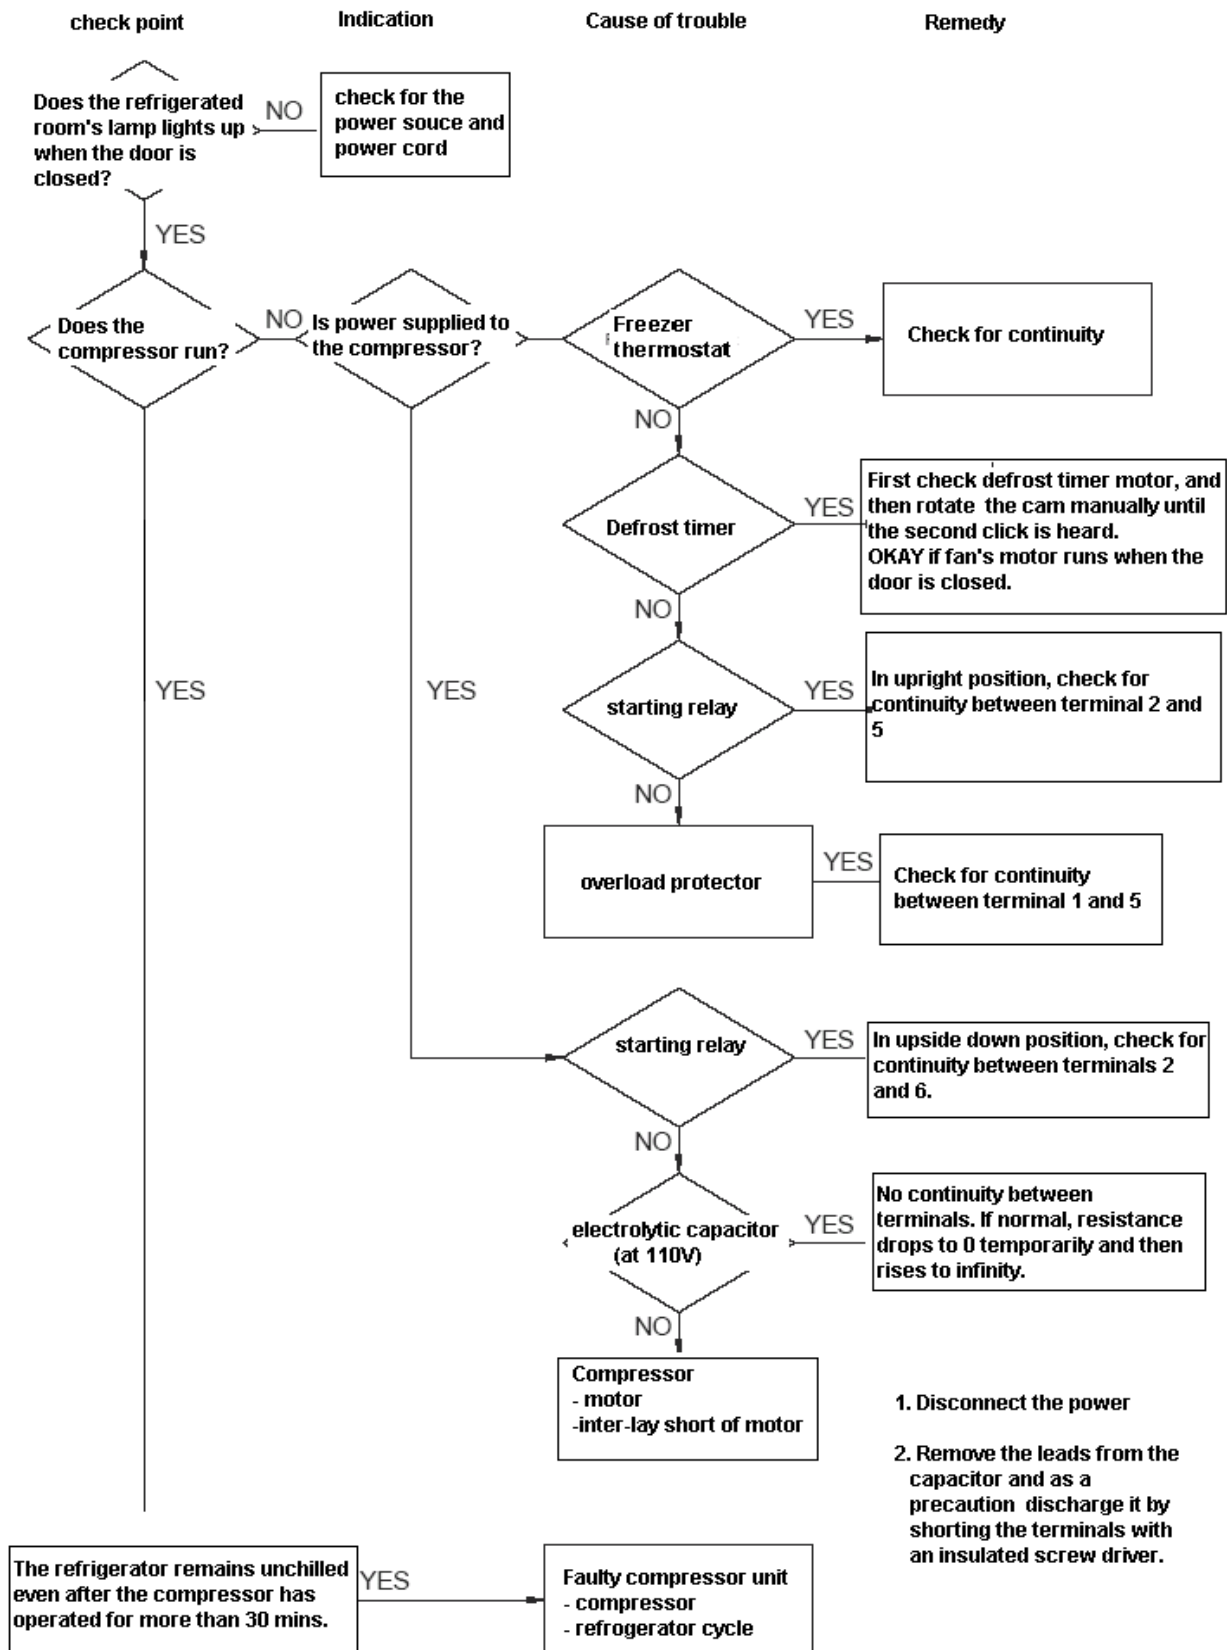 check point
Indication
Cause of trouble
Remedy
Does the refrigerated
room's lamp lights up
when the door is
closed?
NO
check for the
power souce and
power cord
YES
Does the
compressor run?
NO
Is power supplied to
the compressor?
Freezer
thermostat
YES
Check for continuity
NO
Defrost timer
YES
First check defrost timer motor, and
then rotate the cam manually until
the second click is heard.
OKAY if fan's motor runs when the
door is closed.
NO
YES
YES
starting relay
YES
In upright position, check for
continuity between terminal 2 and
5
NO
overload protector
YES
Check for continuity
between terminal 1 and 5
starting relay
YES
In upside down position, check for
continuity between terminals 2
and 6.
NO
electrolytic capacitor
(at 110V)
YES
No continuity between
terminals. If normal, resistance
drops to 0 temporarily and then
rises to infinity.
NO
Compressor
- motor
-inter-lay short of motor
1. Disconnect the power
2. Remove the leads from the
capacitor and as a
precaution discharge it by
shorting the terminals with
an insulated screw driver.
The refrigerator remains unchilled
even after the compressor has
operated for more than 30 mins.
YES
Faulty compressor unit
- compressor
- refrogerator cycle